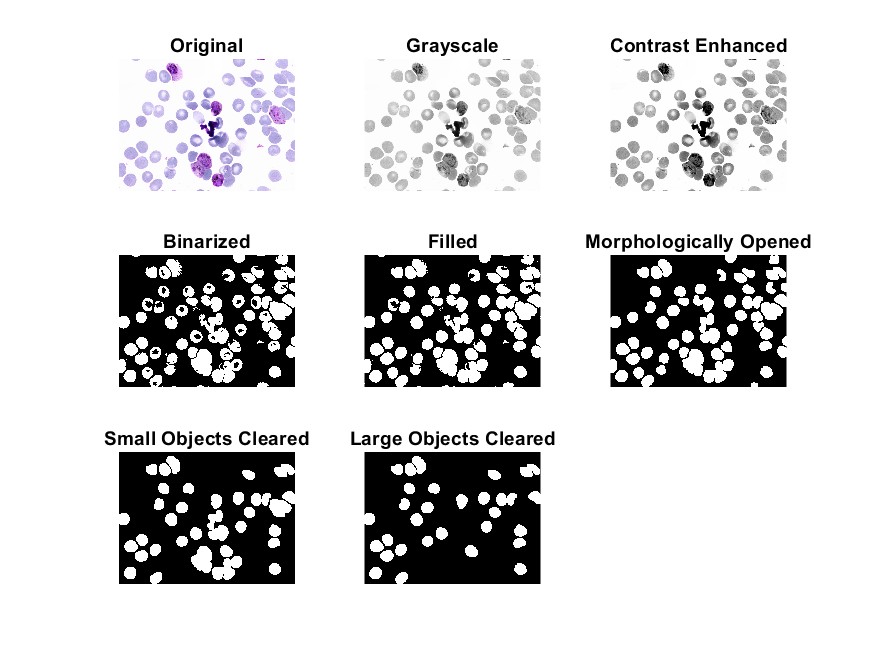 Original
Grayscale
Contrast Enhanced
Binarized
Filled
Morphologically Opened
Small Objects Cleared
Large Objects Cleared